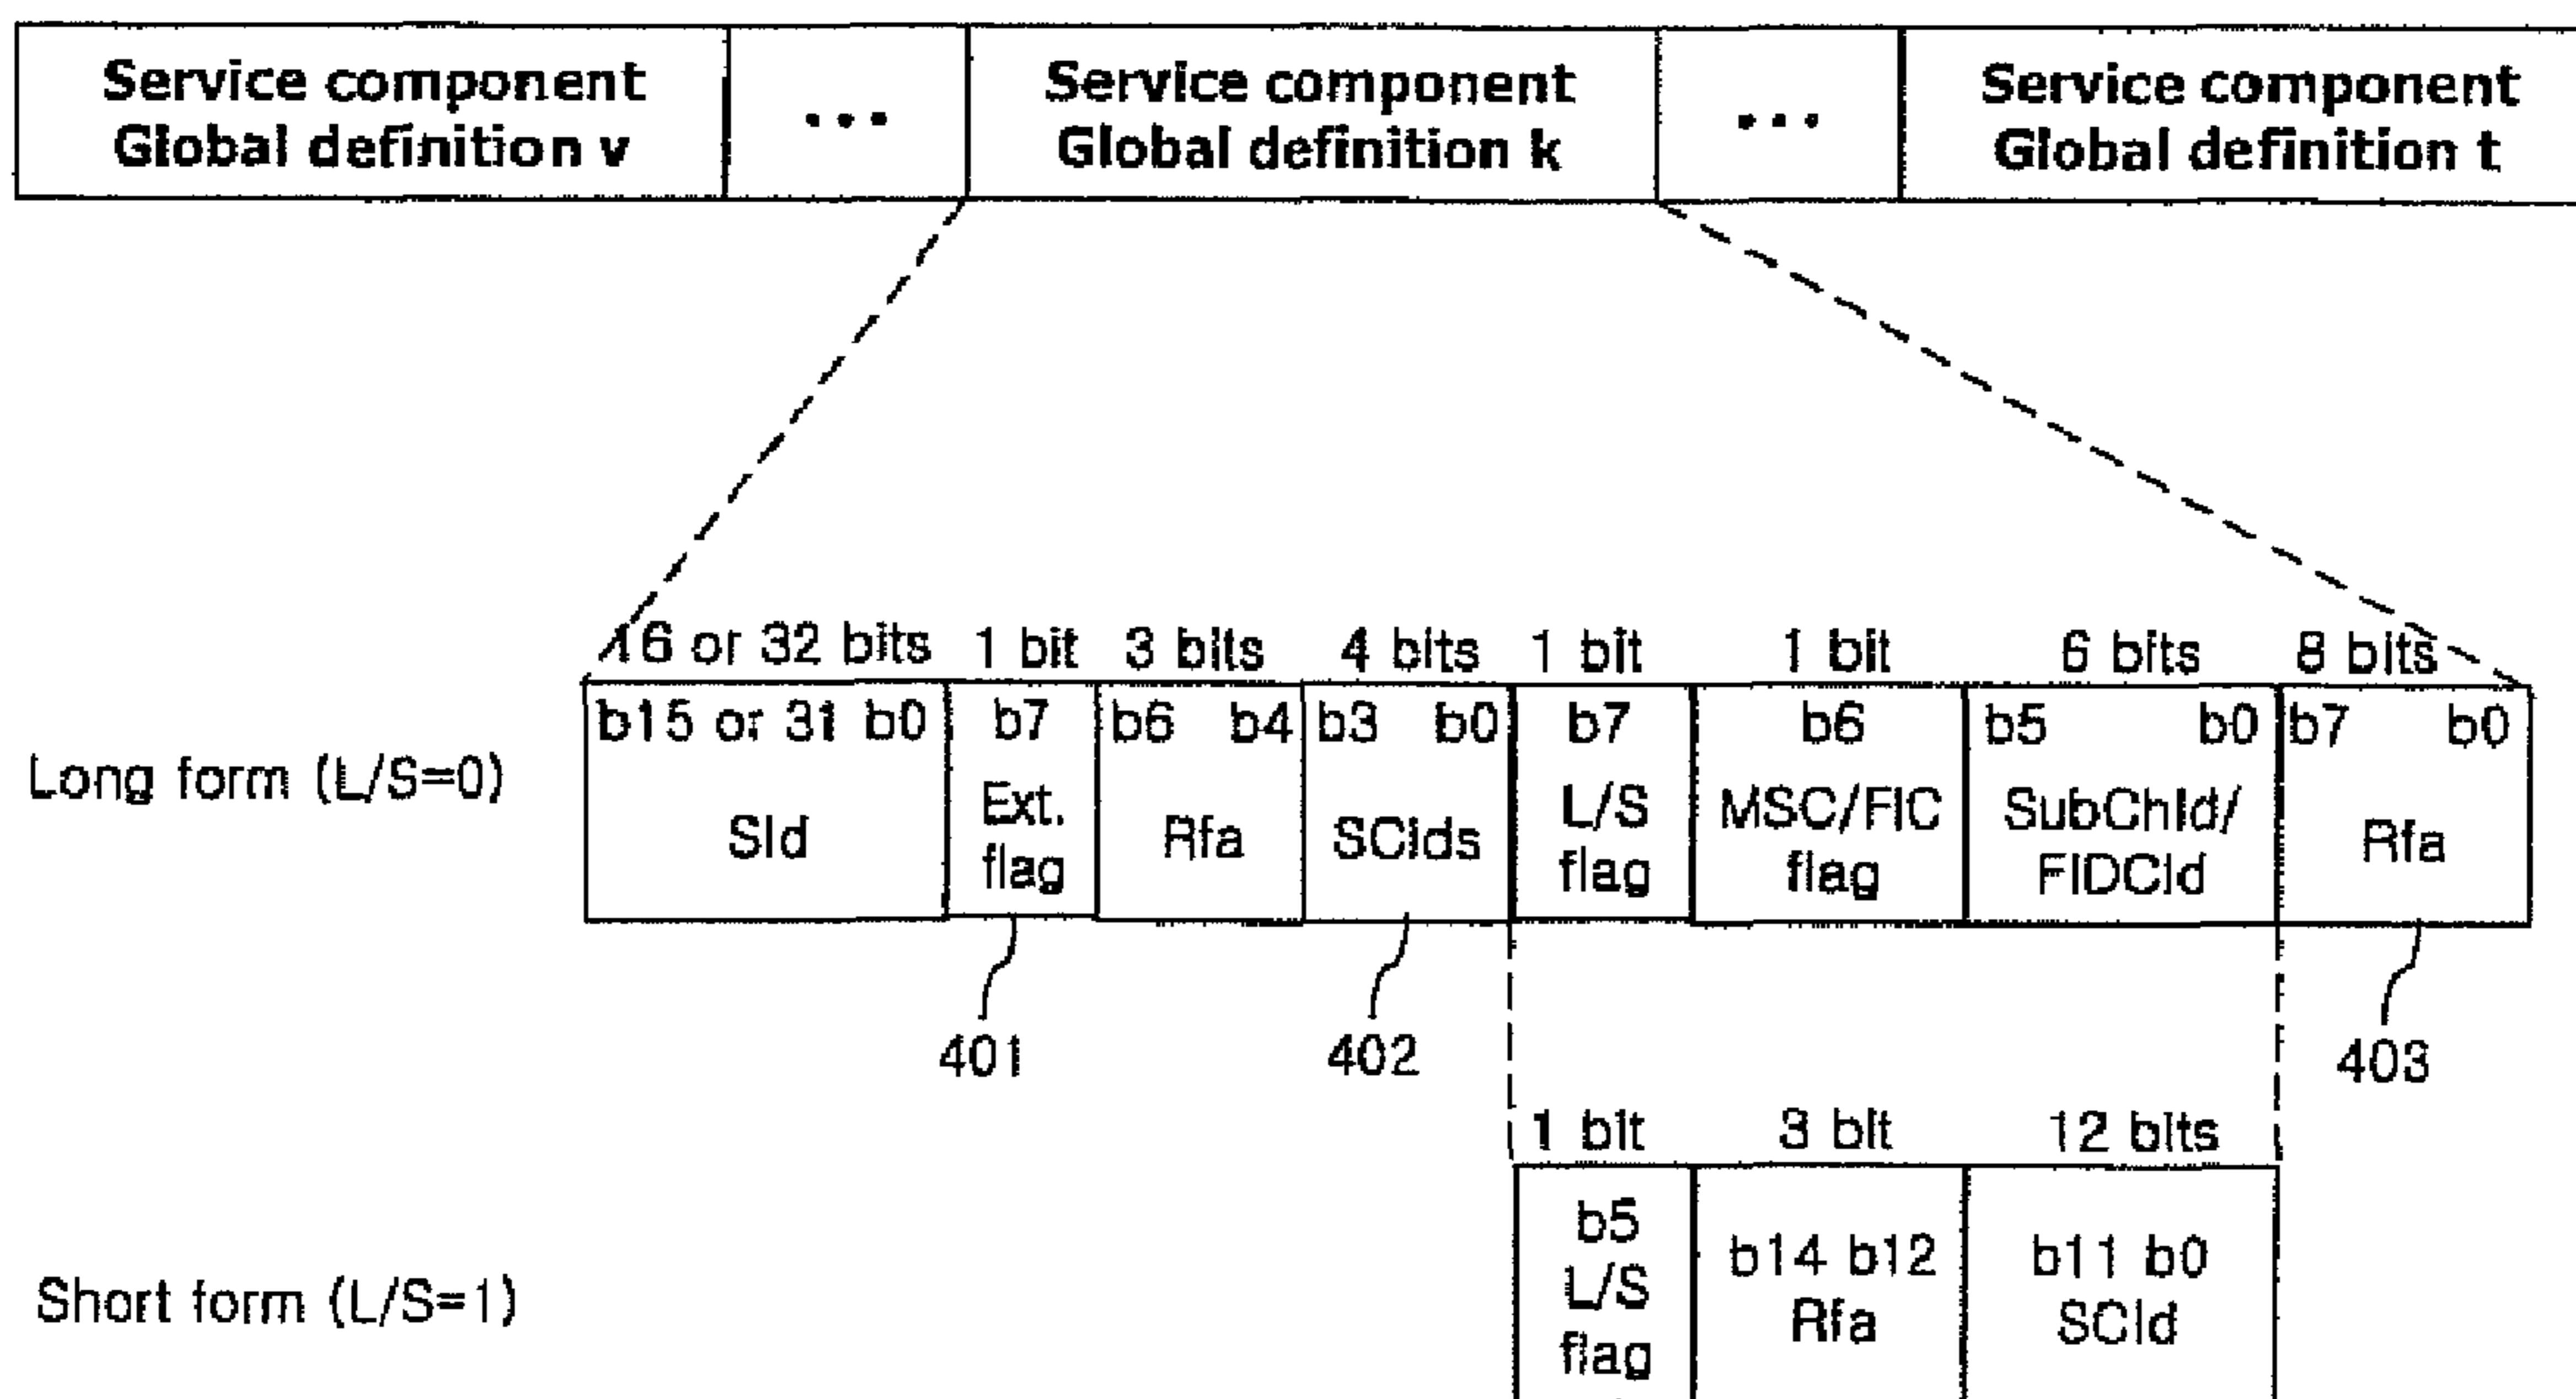 Service component
Global definition v
...
Service component
Global definition k
...
Service component
Global definition t
16 or 32 bits 1 bit 3 bits 4 bits 1 bit 1 bit 6 bits 8 bits
Long form (L/S=0)
b15 or 31 b0
SId
b7
Ext.
flag
b6 b4
Rfa
b3 b0
SCIds
b7
L/S
flag
b6
MSC/FIC
flag
b5 b0
SubChId/
FIDCId
b7 b0
Rfa
401
402
403
1 bit 3 bit 12 bits
Short form (L/S=1)
b5
L/S
flag
b14 b12
Rfa
b11 b0
SCId